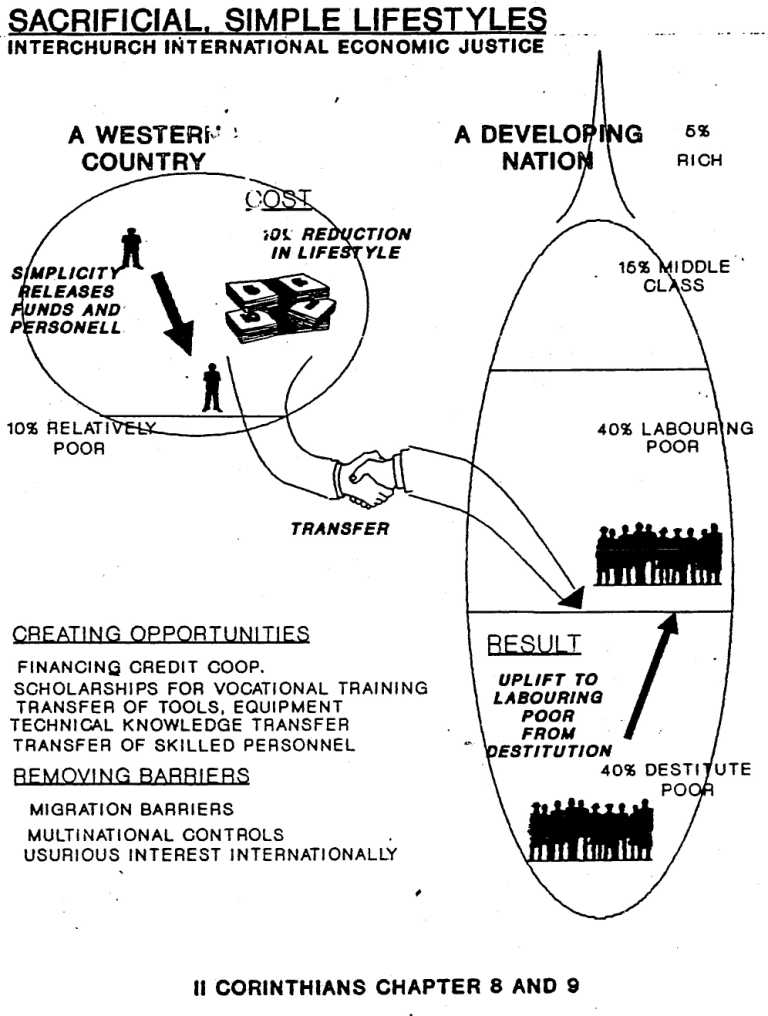 SACRIFICIAL, SIMPLE LIFESTYLES
INTERCHURCH INTERNATIONAL ECONOMIC JUSTICE
A WESTERN
COUNTRY
COST
10% REDUCTION
IN LIFESTYLE
SIMPLICITY
RELEASES
FUNDS AND
PERSONELL
10% RELATIVELY
POOR
TRANSFER
A DEVELOPING
NATION
5%
RICH
15% MIDDLE
CLASS
40% LABOURING
POOR
RESULT
UPLIFT TO
LABOURING
POOR
FROM
DESTITUTION
40% DESTITUTE
POOR
CREATING OPPORTUNITIES
FINANCING CREDIT COOP.
SCHOLARSHIPS FOR VOCATIONAL TRAINING
TRANSFER OF TOOLS, EQUIPMENT
TECHNICAL KNOWLEDGE TRANSFER
TRANSFER OF SKILLED PERSONNEL
REMOVING BARRIERS
MIGRATION BARRIERS
MULTINATIONAL CONTROLS
USURIOUS INTEREST INTERNATIONALLY
II CORINTHIANS CHAPTER 8 AND 9